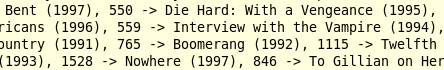 Bent (1997), 550 -> Die Hard: With a Vengeance (1995),
ricans (1996), 559 -> Interview with the Vampire (1994),
ountry (1991), 765 -> Boomerang (1992), 1115 -> Twelfth
(1993), 1528 -> Nowhere (1997), 846 -> To Gillian on Her